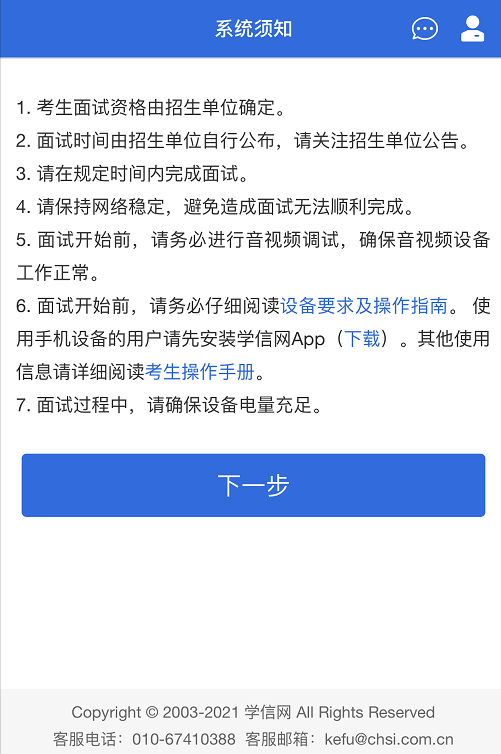 系统须知
1. 考生面试资格由招生单位确定。
2. 面试时间由招生单位自行公布，请关注招生单位公告。
3. 请在规定时间内完成面试。
4. 请保持网络稳定，避免造成面试无法顺利完成。
5. 面试开始前，请务必进行音视频调试，确保音视频设备
工作正常。
6. 面试开始前，请务必仔细阅读设备要求及操作指南。 使
用手机设备的用户请先安装学信网App（下载）。其他使用
信息请详细阅读考生操作手册。
7. 面试过程中，请确保设备电量充足。
下一步
Copyright © 2003-2021 学信网 All Rights Reserved
客服电话：010-67410388 客服邮箱：kefu@chsi.com.cn